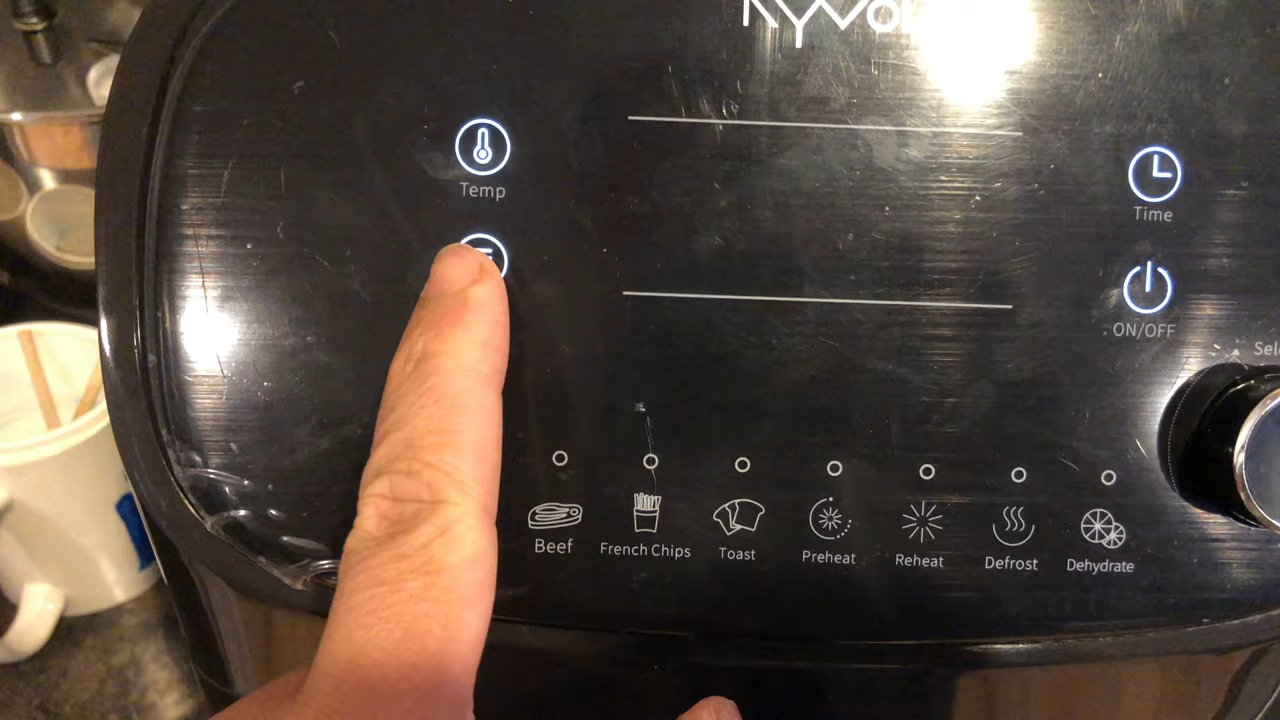 Temp
Time
ON/OFF
Beef
French Chips
Toast
Preheat
Reheat
Defrost
Dehydrate